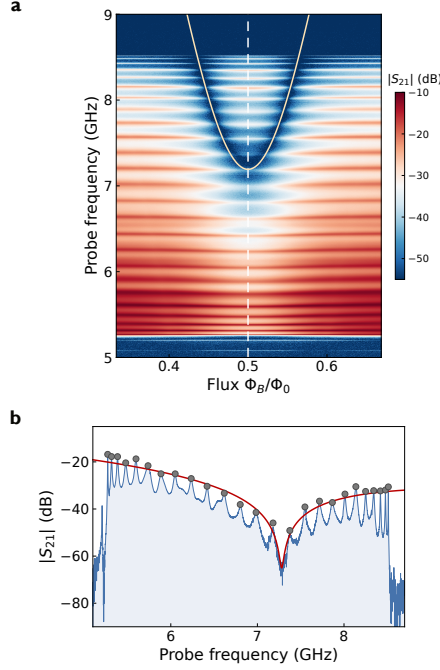 a
9
8
7
6
5
Probe frequency (GHz)
0.4
0.5
0.6
Flux Φ_B/Φ_0
|S_21| (dB)
−10
−20
−30
−40
−50
b
−20
−40
−60
−80
|S_21| (dB)
6
7
8
Probe frequency (GHz)